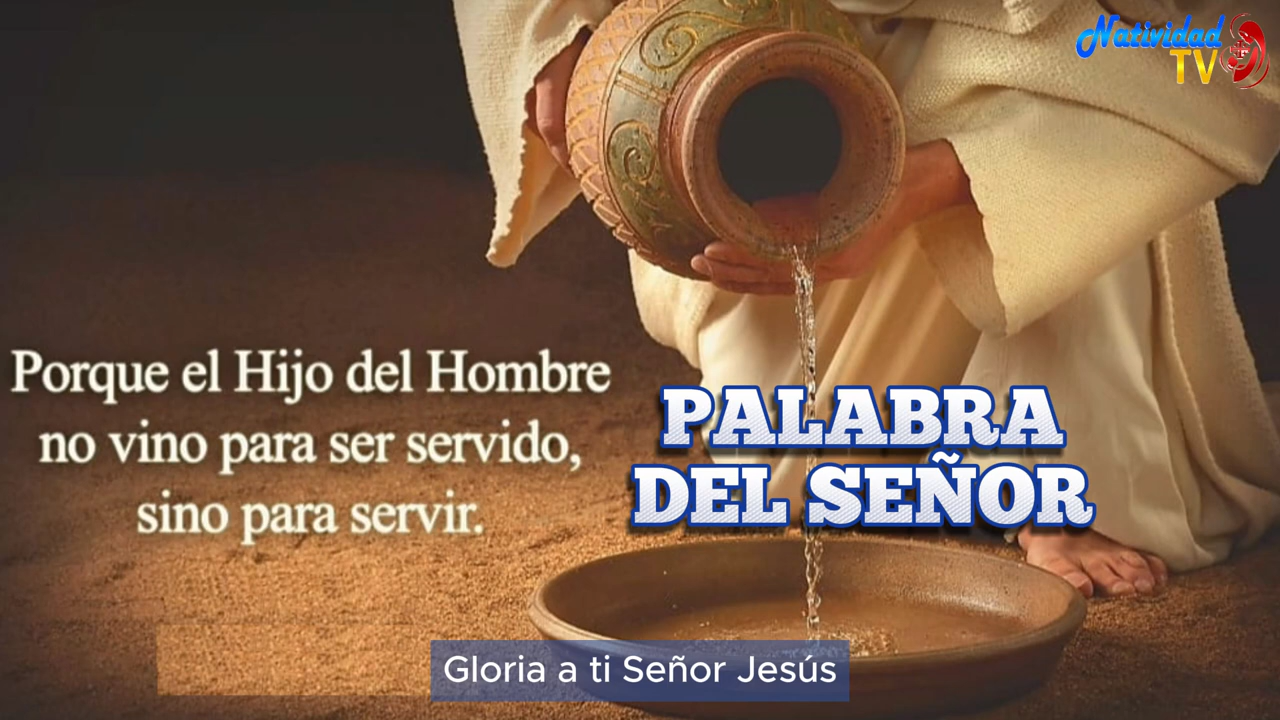 Natividad
TV
Porque el Hijo del Hombre
no vino para ser servido,
sino para servir.
PALABRA
DEL SEÑOR
Gloria a ti Señor Jesús